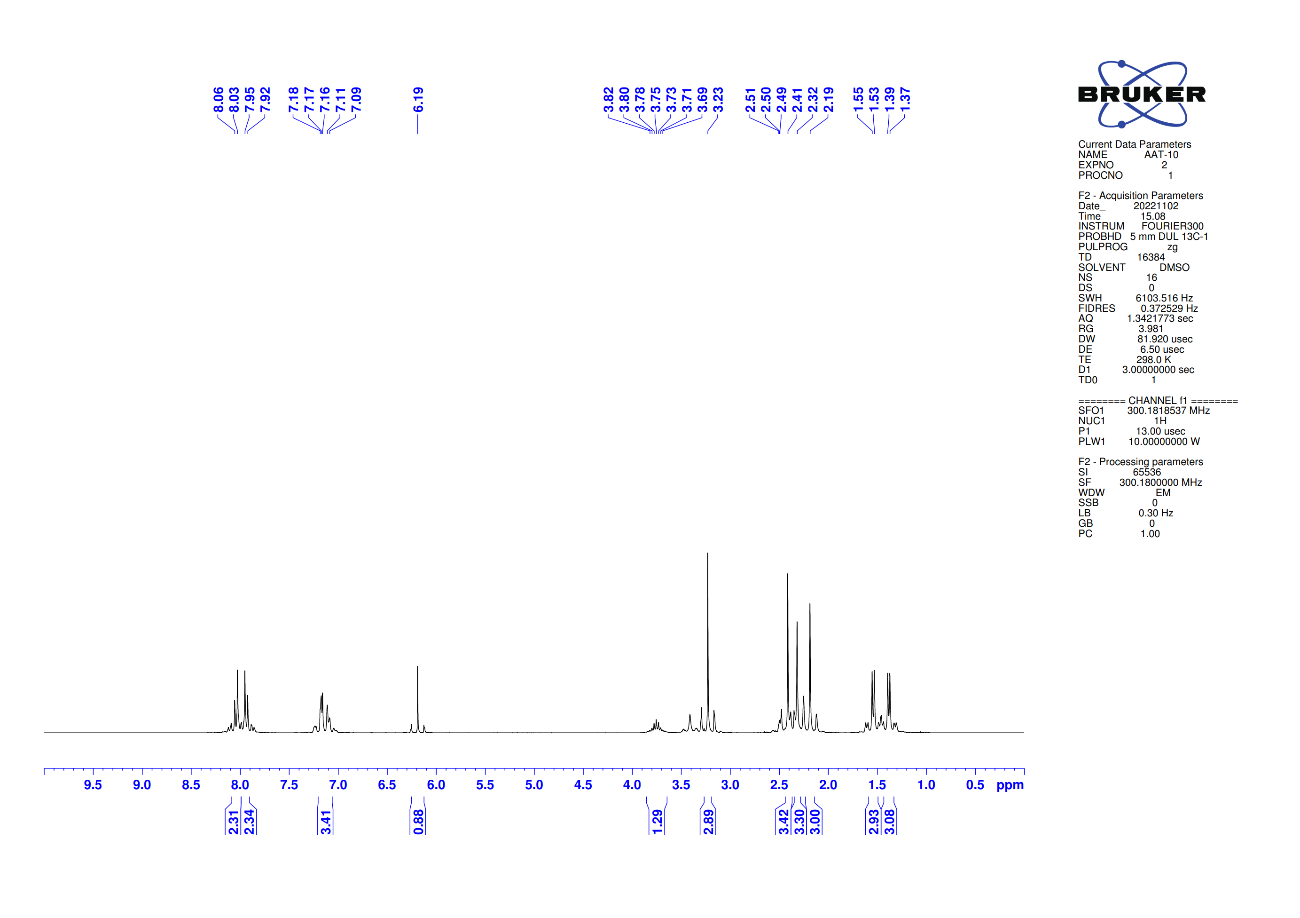 8.06
8.03
7.95
7.92
7.18
7.17
7.16
7.11
7.09
6.19
3.82
3.80
3.78
3.75
3.73
3.71
3.69
3.23
2.51
2.50
2.49
2.41
2.32
2.19
1.55
1.53
1.39
1.37
BRUKER
Current Data Parameters
NAME AAT-10
EXPNO 2
PROCNO 1
F2 - Acquisition Parameters
Date_ 20221102
Time 15.08
INSTRUM FOURIER300
PROBHD 5 mm DUL 13C-1
PULPROG zg
TD 16384
SOLVENT DMSO
NS 16
DS 0
SWH 6103.516 Hz
FIDRES 0.372529 Hz
AQ 1.3421773 sec
RG 3.981
DW 81.920 usec
DE 6.50 usec
TE 298.0 K
D1 3.00000000 sec
TD0 1
======== CHANNEL f1 ========
SFO1 300.1818537 MHz
NUC1 1H
P1 13.00 usec
PLW1 10.00000000 W
F2 - Processing parameters
SI 65536
SF 300.1800000 MHz
WDW EM
SSB 0
LB 0.30 Hz
GB 0
PC 1.00
9.5 9.0 8.5 8.0 7.5 7.0 6.5 6.0 5.5 5.0 4.5 4.0 3.5 3.0 2.5 2.0 1.5 1.0 0.5 ppm
2.31
2.34
3.41
0.88
1.29
2.89
3.42
3.30
3.00
2.93
3.08